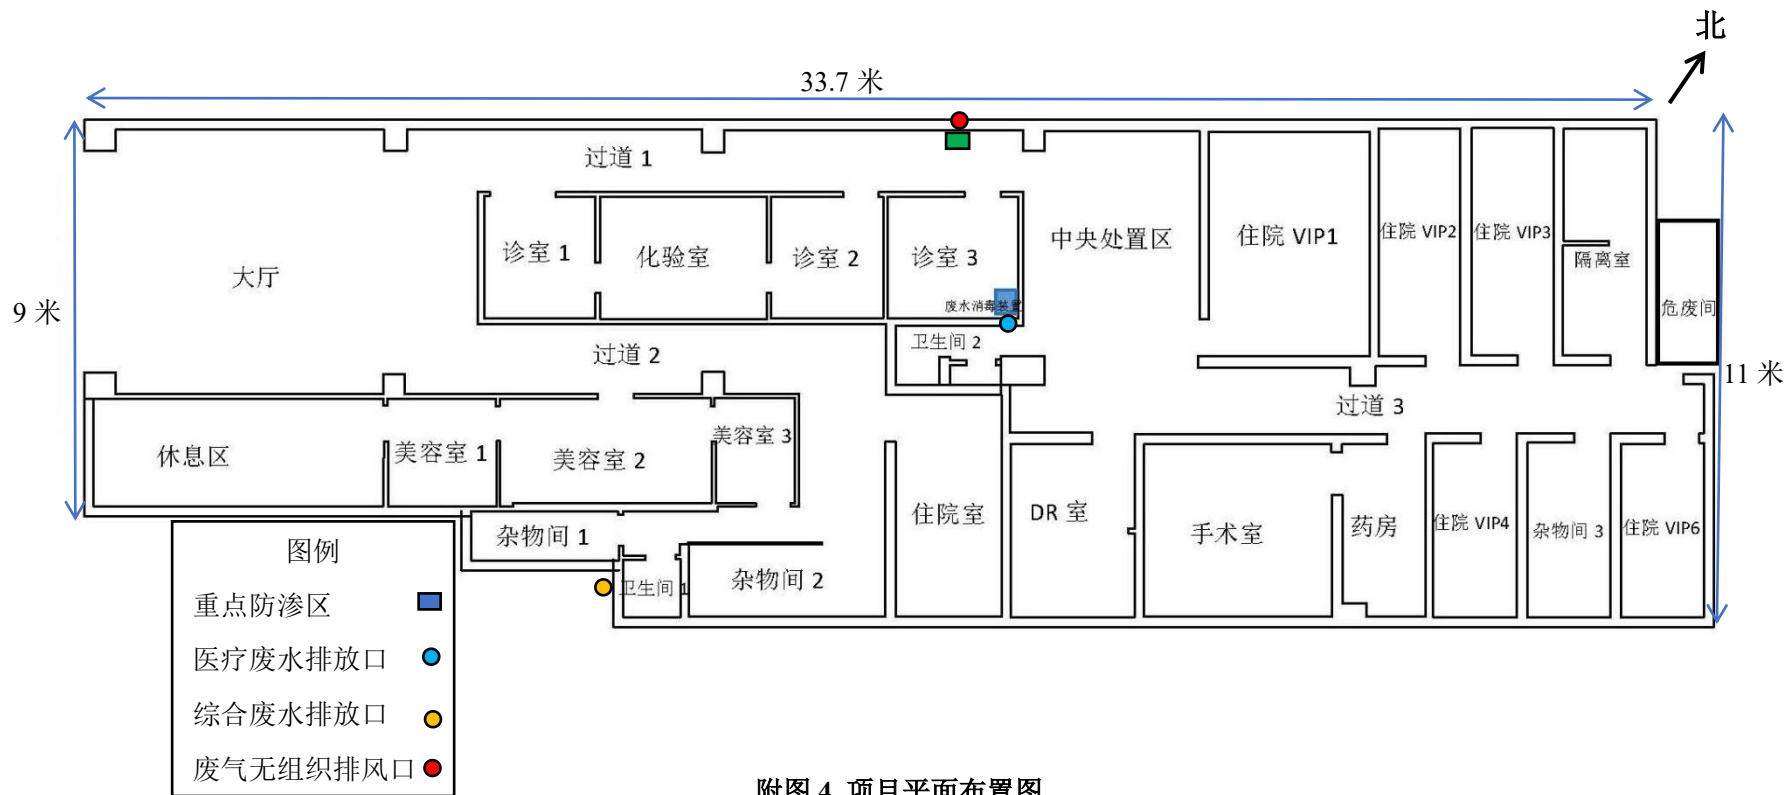 北
33.7 米
过道 1
诊室 1
化验室
诊室 2
诊室 3
中央处置区
住院 VIP1
住院 VIP2
住院 VIP3
隔离室
大厅
9 米
废水消毒装置
危废间
过道 2
卫生间 2
11 米
过道 3
休息区
美容室 1
美容室 2
美容室 3
杂物间 1
住院室
DR 室
手术室
药房
住院 VIP4
杂物间 3
住院 VIP6
卫生间 1
杂物间 2
图例
重点防渗区
医疗废水排放口
综合废水排放口
废气无组织排风口
附图 4 项目平面布置图